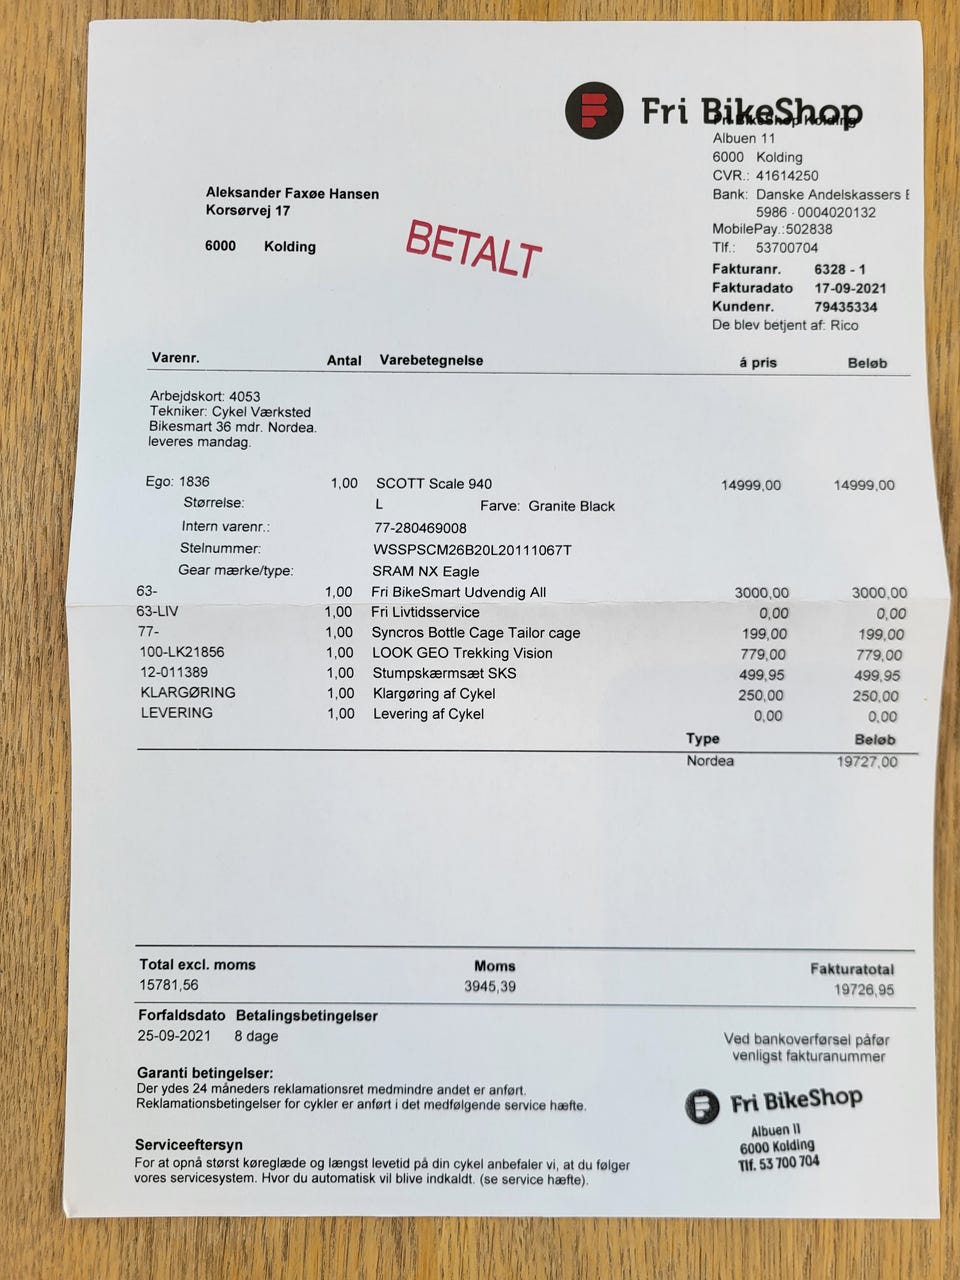 Fri BikeShop
Fri BikeShop Kolding
Albuen 11
6000 Kolding
CVR.: 41614250
Bank: Danske Andelskassers
5986 - 0004020132
MobilePay.:502838
Tlf.: 53700704
Fakturanr. 6328 - 1
Fakturadato 17-09-2021
Kundenr. 79435334
De blev betjent af: Rico
Aleksander Faxøe Hansen
Korsørvej 17
6000 Kolding
BETALT
Varenr. Antal Varebetegnelse á pris Beløb
Arbejdskort: 4053
Tekniker: Cykel Værksted
Bikesmart 36 mdr. Nordea.
leveres mandag.
Ego: 1836 1,00 SCOTT Scale 940 14999,00 14999,00
Størrelse: L Farve: Granite Black
Intern varenr.: 77-280469008
Stelnummer: WSSPSCM26B20L20111067T
Gear mærke/type: SRAM NX Eagle
63- 1,00 Fri BikeSmart Udvendig All 3000,00 3000,00
63-LIV 1,00 Fri Livtidsservice 0,00 0,00
77- 1,00 Syncros Bottle Cage Tailor cage 199,00 199,00
100-LK21856 1,00 LOOK GEO Trekking Vision 779,00 779,00
12-011389 1,00 Stumpskærmsæt SKS 499,95 499,95
KLARGØRING 1,00 Klargøring af Cykel 250,00 250,00
LEVERING 1,00 Levering af Cykel 0,00 0,00
Type Beløb
Nordea 19727,00
Total excl. moms Moms Fakturatotal
15781,56 3945,39 19726,95
Forfaldsdato Betalingsbetingelser
25-09-2021 8 dage
Ved bankoverførsel påfør
venligst fakturanummer
Garanti betingelser:
Der ydes 24 måneders reklamationsret medmindre andet er anført.
Reklamationsbetingelser for cykler er anført i det medfølgende service hæfte.
Fri BikeShop
Albuen 11
6000 Kolding
Tlf. 53 700 704
Serviceeftersyn
For at opnå størst køreglæde og længst levetid på din cykel anbefaler vi, at du følger
vores servicesystem. Hvor du automatisk vil blive indkaldt. (se service hæfte).